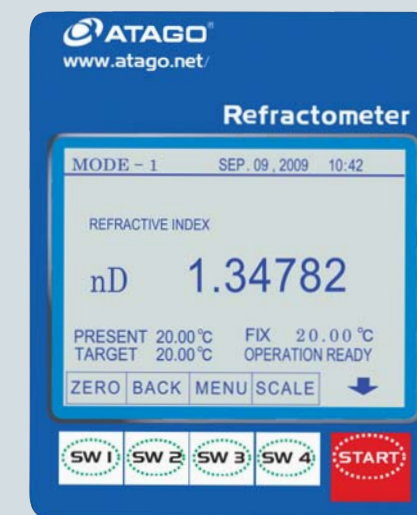 ATAGO®
www.atago.net/
Refractometer
MODE - 1 SEP. 09 , 2009 10:42
REFRACTIVE INDEX
nD 1.34782
PRESENT 20.00℃ FIX 20.00℃
TARGET 20.00℃ OPERATION READY
ZERO BACK MENU SCALE
SW 1 SW 2 SW 3 SW 4 START